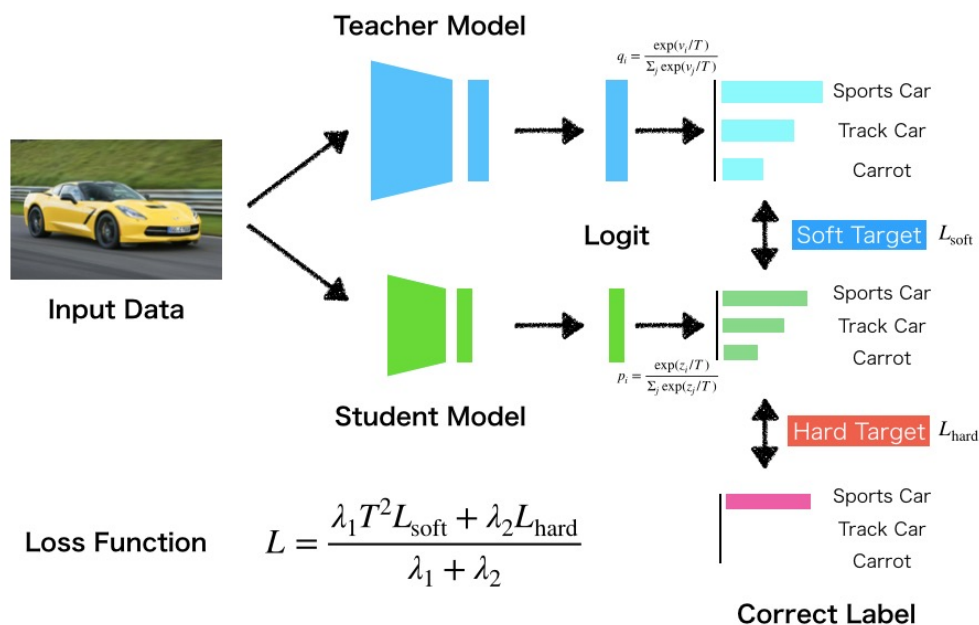 Teacher Model
q_i = exp(v_i/T) / Σ_j exp(v_j/T)
Sports Car
Track Car
Carrot
Input Data
Logit
Soft Target L_soft
Sports Car
Track Car
Carrot
p_i = exp(z_i/T) / Σ_j exp(z_j/T)
Student Model
Hard Target L_hard
Sports Car
Track Car
Carrot
Loss Function L = (λ_1 T^2 L_soft + λ_2 L_hard) / (λ_1 + λ_2)
Correct Label